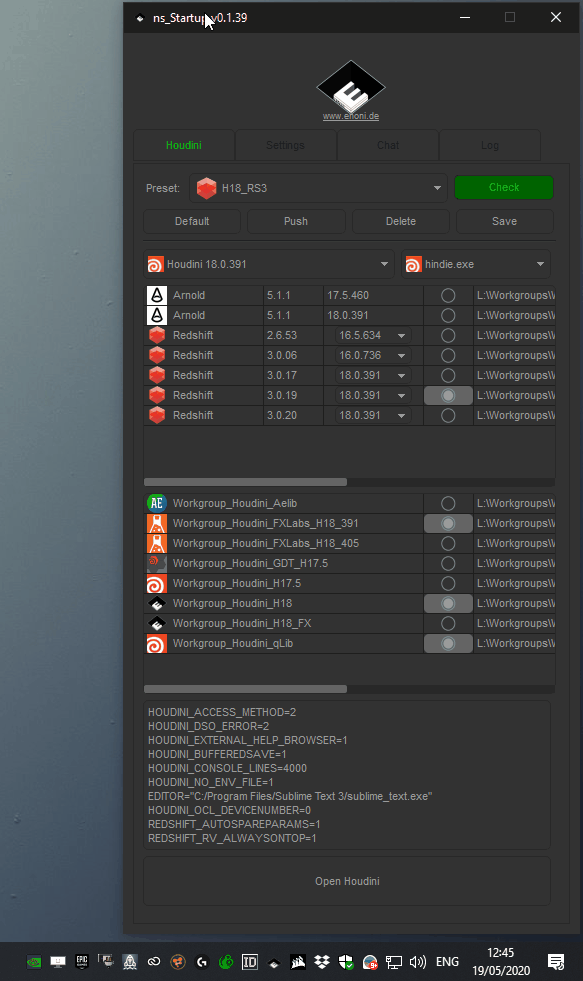 ns_Startup v0.1.39
www.enoni.de
Houdini Settings Chat Log
Preset: H18_RS3 Check
Default Push Delete Save
Houdini 18.0.391 hindie.exe
Arnold 5.1.1 17.5.460 L:\Workgroups\
Arnold 5.1.1 18.0.391 L:\Workgroups\
Redshift 2.6.53 16.5.634 L:\Workgroups\
Redshift 3.0.06 16.0.736 L:\Workgroups\
Redshift 3.0.17 18.0.391 L:\Workgroups\
Redshift 3.0.19 18.0.391 L:\Workgroups\
Redshift 3.0.20 18.0.391 L:\Workgroups\
AE Workgroup_Houdini_Aelib L:\Workgroups\
Workgroup_Houdini_FXLabs_H18_391 L:\Workgroups\
Workgroup_Houdini_FXLabs_H18_405 L:\Workgroups\
Workgroup_Houdini_GDT_H17.5 L:\Workgroups\
Workgroup_Houdini_H17.5 L:\Workgroups\
Workgroup_Houdini_H18 L:\Workgroups\
Workgroup_Houdini_H18_FX L:\Workgroups\
Workgroup_Houdini_qLib L:\Workgroups\
HOUDINI_ACCESS_METHOD=2
HOUDINI_DSO_ERROR=2
HOUDINI_EXTERNAL_HELP_BROWSER=1
HOUDINI_BUFFEREDSAVE=1
HOUDINI_CONSOLE_LINES=4000
HOUDINI_NO_ENV_FILE=1
EDITOR="C:/Program Files/Sublime Text 3/sublime_text.exe"
HOUDINI_OCL_DEVICENUMBER=0
REDSHIFT_AUTOSPAREPARAMS=1
REDSHIFT_RV_ALWAYSONTOP=1
Open Houdini
EPIC ID ENG 12:45
19/05/2020